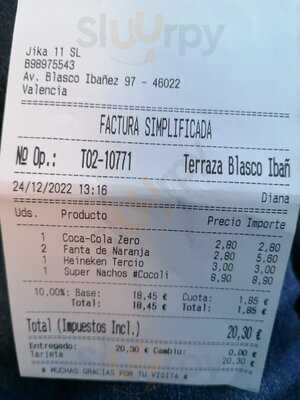 Sluurpy
Jika 11 SL
B98975543
Av. Blasco Ibañez 97 - 46022
Valencia
FACTURA SIMPLIFICADA
Nº Op.: T02-10771 Terraza Blasco Ibañ
24/12/2022 13:16 Diana
Uds. Producto Precio Importe
1 Coca-Cola Zero 2,80 2,80
2 Fanta de Naranja 2,80 5,60
1 Heineken Tercio 3,00 3,00
1 Super Nachos #Cocoli 8,90 8,90
10,00% Base: 18,45 € Cuota: 1,85 €
Total: 18,45 € Total: 1,85 €
Total (Impuestos Incl.) 20,30 €
Entregado: 20,30 € Cambio: 0,00 €
Tarjeta 20,30 €
* MUCHAS GRACIAS POR TU VISITA *